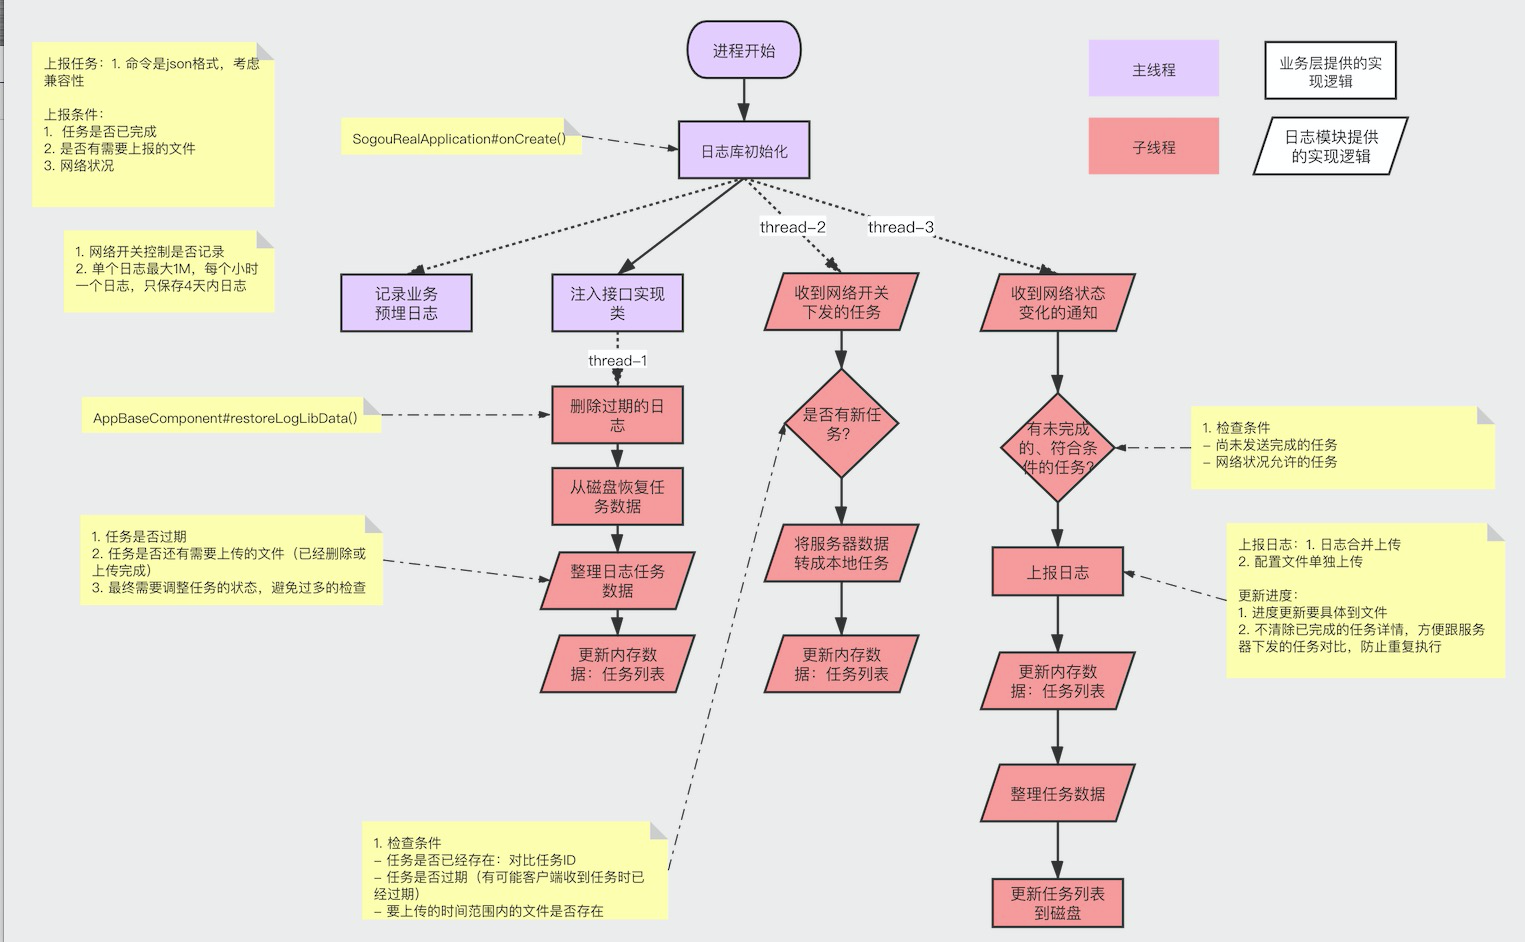 进程开始
主线程
业务层提供的实
现逻辑
子线程
日志模块提供
的实现逻辑
上报任务：1. 命令是json格式，考虑
兼容性
上报条件：
1. 任务是否已完成
2. 是否有需要上报的文件
3. 网络状况
SogouRealApplication#onCreate()
日志库初始化
1. 网络开关控制是否记录
2. 单个日志最大1M，每个小时
一个日志，只保存4天内日志
thread-2
thread-3
记录业务
预埋日志
注入接口实现
类
收到网络开关
下发的任务
收到网络状态
变化的通知
thread-1
AppBaseComponent#restoreLogLibData()
删除过期的日
志
是否有新任
务？
有未完成
的、符合条
件的任务？
1. 检查条件
- 尚未发送完成的任务
- 网络状况允许的任务
从磁盘恢复任
务数据
1. 任务是否过期
2. 任务是否还有需要上传的文件（已经删除或
上传完成）
3. 最终需要调整任务的状态，避免过多的检查
整理日志任务
数据
将服务器数据
转成本地任务
上报日志
上报日志：1. 日志合并上传
2. 配置文件单独上传
更新进度：
1. 进度更新要具体到文件
2. 不清除已完成的任务详情，方便跟服务
器下发的任务对比，防止重复执行
更新内存数
据：任务列表
更新内存数
据：任务列表
更新内存数
据：任务列表
整理任务数据
1. 检查条件
- 任务是否已经存在：对比任务ID
- 任务是否过期（有可能客户端收到任务时已
经过期）
- 要上传的时间范围内的文件是否存在
更新任务列表
到磁盘